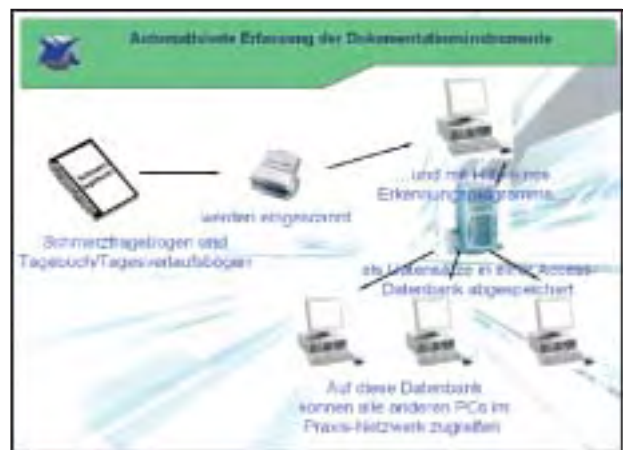 Automatisierte Erfassung der Dokumentationsinstrumente
Schmerzfragebogen und
Tagebuch/Tagesverlaufsbögen
werden eingescannt
...und mit Hilfe eines
Erkennungsprogramms...
als Datensätze in einer Access-
Datenbank abgespeichert
Auf diese Datenbank
können alle anderen PCs im
Praxis-Netzwerk zugreifen